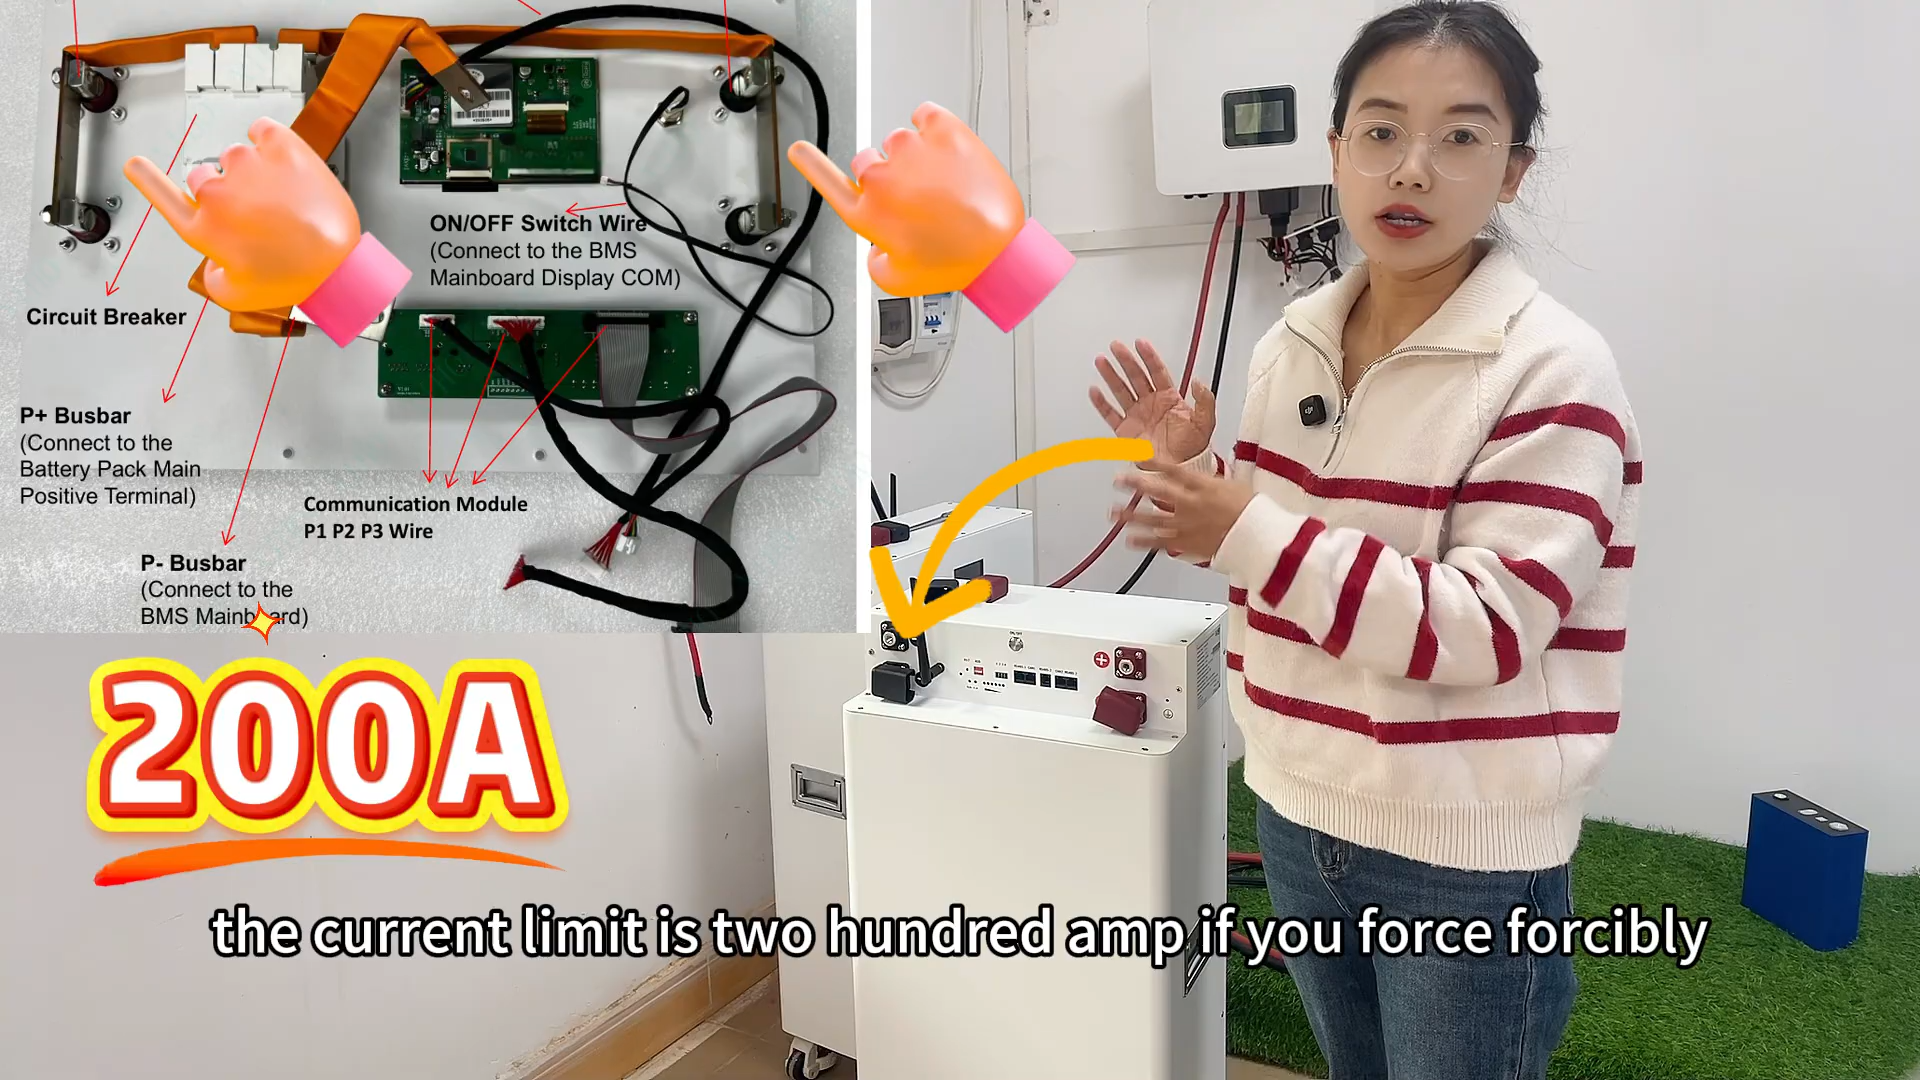 ON/OFF Switch Wire
(Connect to the BMS
Mainboard Display COM)
Circuit Breaker
P+ Busbar
(Connect to the
Battery Pack Main
Positive Terminal)
Communication Module
P1 P2 P3 Wire
P- Busbar
(Connect to the
BMS Mainboard)
200A
ON/OFF
the current limit is two hundred amp if you force forcibly